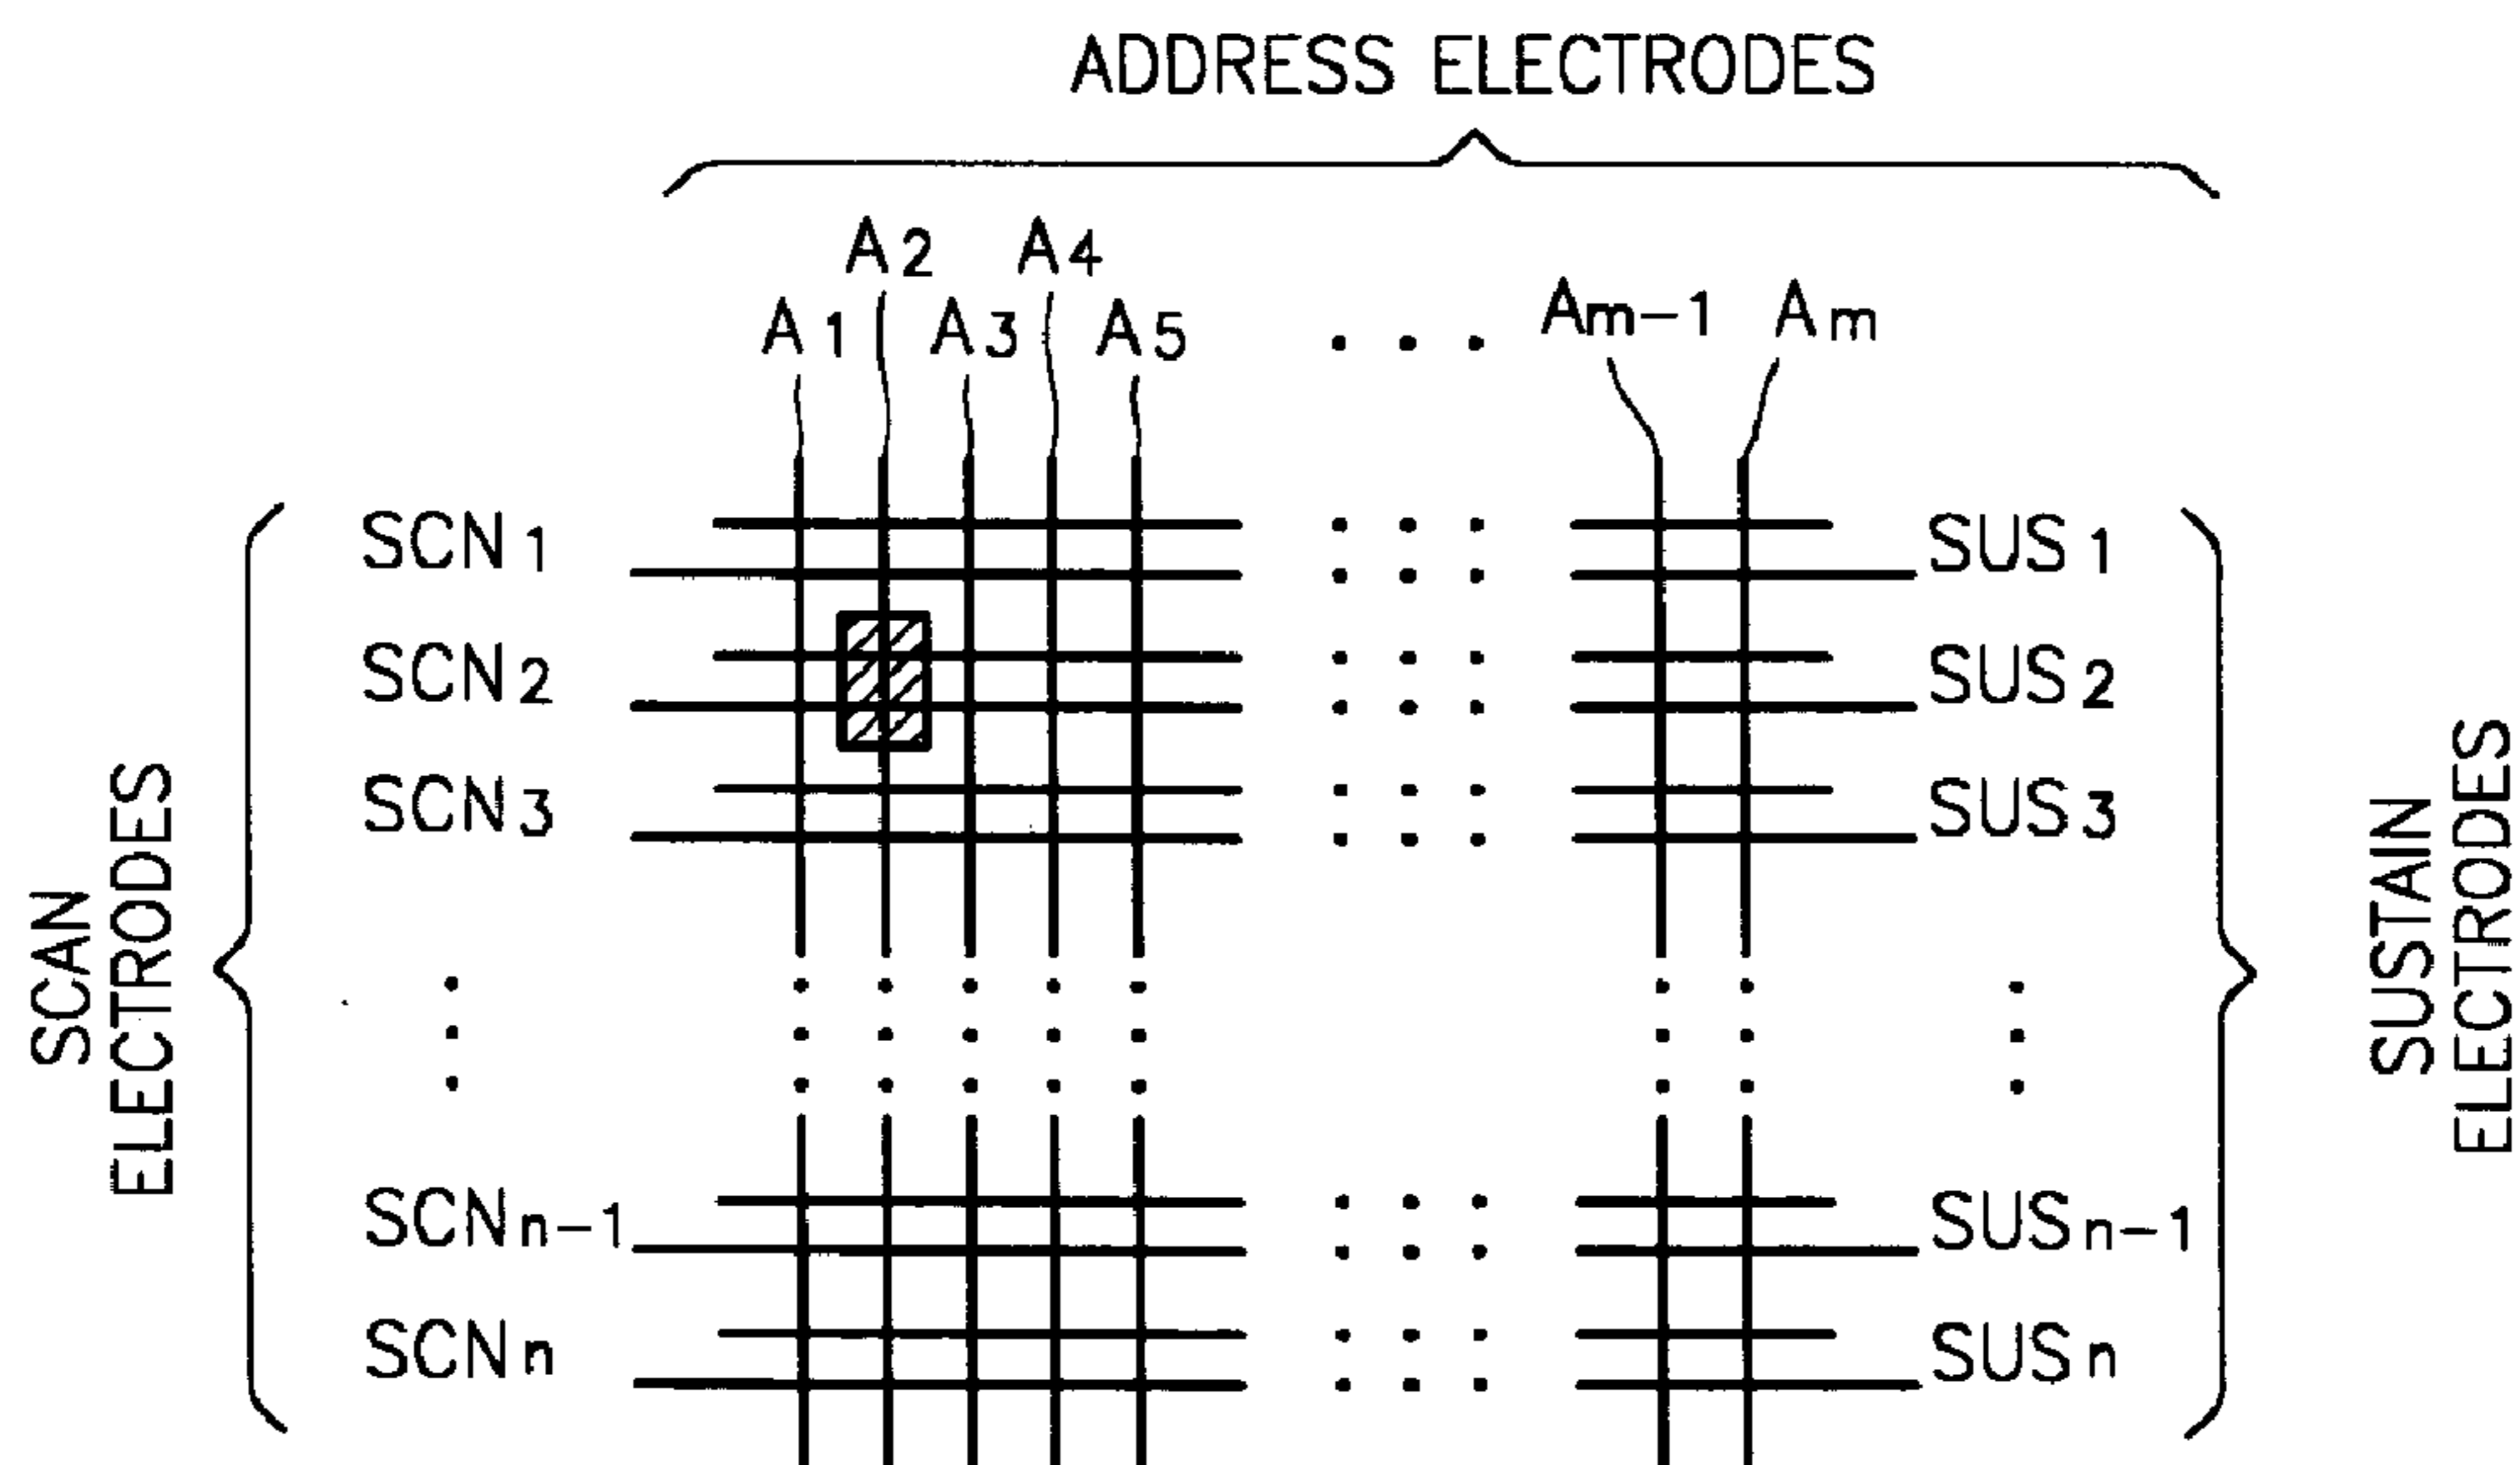 ADDRESS ELECTRODES
A2 A4
A1 A3 A5 ... Am-1 Am
SCN1 SUS1
SCN2 SUS2
SCN3 SUS3
SCAN
ELECTRODES
SUSTAIN
ELECTRODES
SCNn-1 SUSn-1
SCNn SUSn